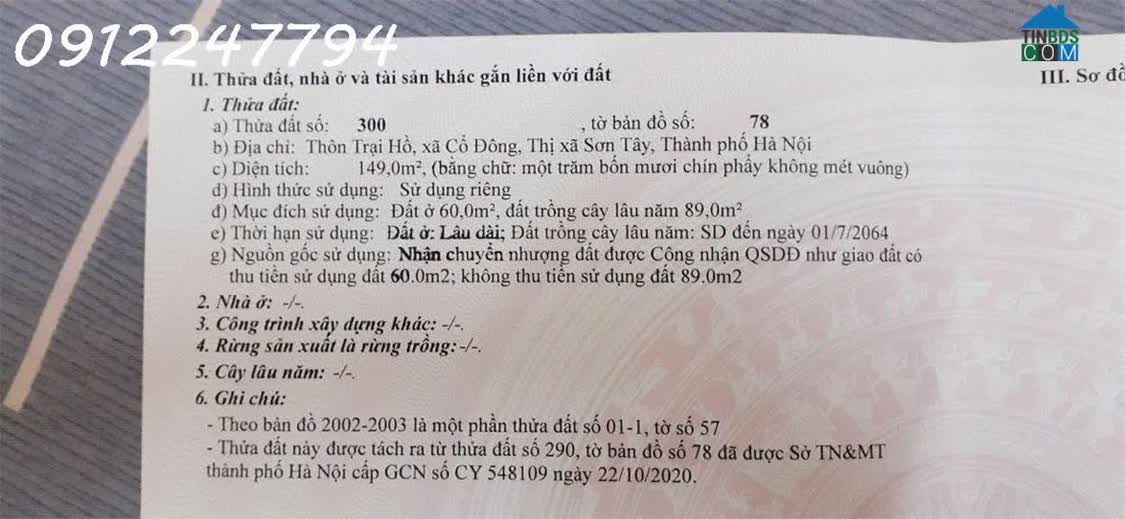 0912247794
TINBDS
COM
II. Thửa đất, nhà ở và tài sản khác gắn liền với đất
III. Sơ đồ
1. Thửa đất:
a) Thửa đất số: 300 , tờ bản đồ số: 78
b) Địa chỉ: Thôn Trại Hồ, xã Cổ Đông, Thị xã Sơn Tây, Thành phố Hà Nội
c) Diện tích: 149,0m², (bằng chữ: một trăm bốn mươi chín phẩy không mét vuông)
d) Hình thức sử dụng: Sử dụng riêng
đ) Mục đích sử dụng: Đất ở 60,0m², đất trồng cây lâu năm 89,0m²
e) Thời hạn sử dụng: Đất ở: Lâu dài; Đất trồng cây lâu năm: SD đến ngày 01/7/2064
g) Nguồn gốc sử dụng: Nhận chuyển nhượng đất được Công nhận QSDĐ như giao đất có
thu tiền sử dụng đất 60.0m2; không thu tiền sử dụng đất 89.0m2
2. Nhà ở: -/-.
3. Công trình xây dựng khác: -/-.
4. Rừng sản xuất là rừng trồng: -/-.
5. Cây lâu năm: -/-.
6. Ghi chú:
- Theo bản đồ 2002-2003 là một phần thửa đất số 01-1, tờ số 57
- Thửa đất này được tách ra từ thửa đất số 290, tờ bản đồ số 78 đã được Sở TN&MT
thành phố Hà Nội cấp GCN số CY 548109 ngày 22/10/2020.